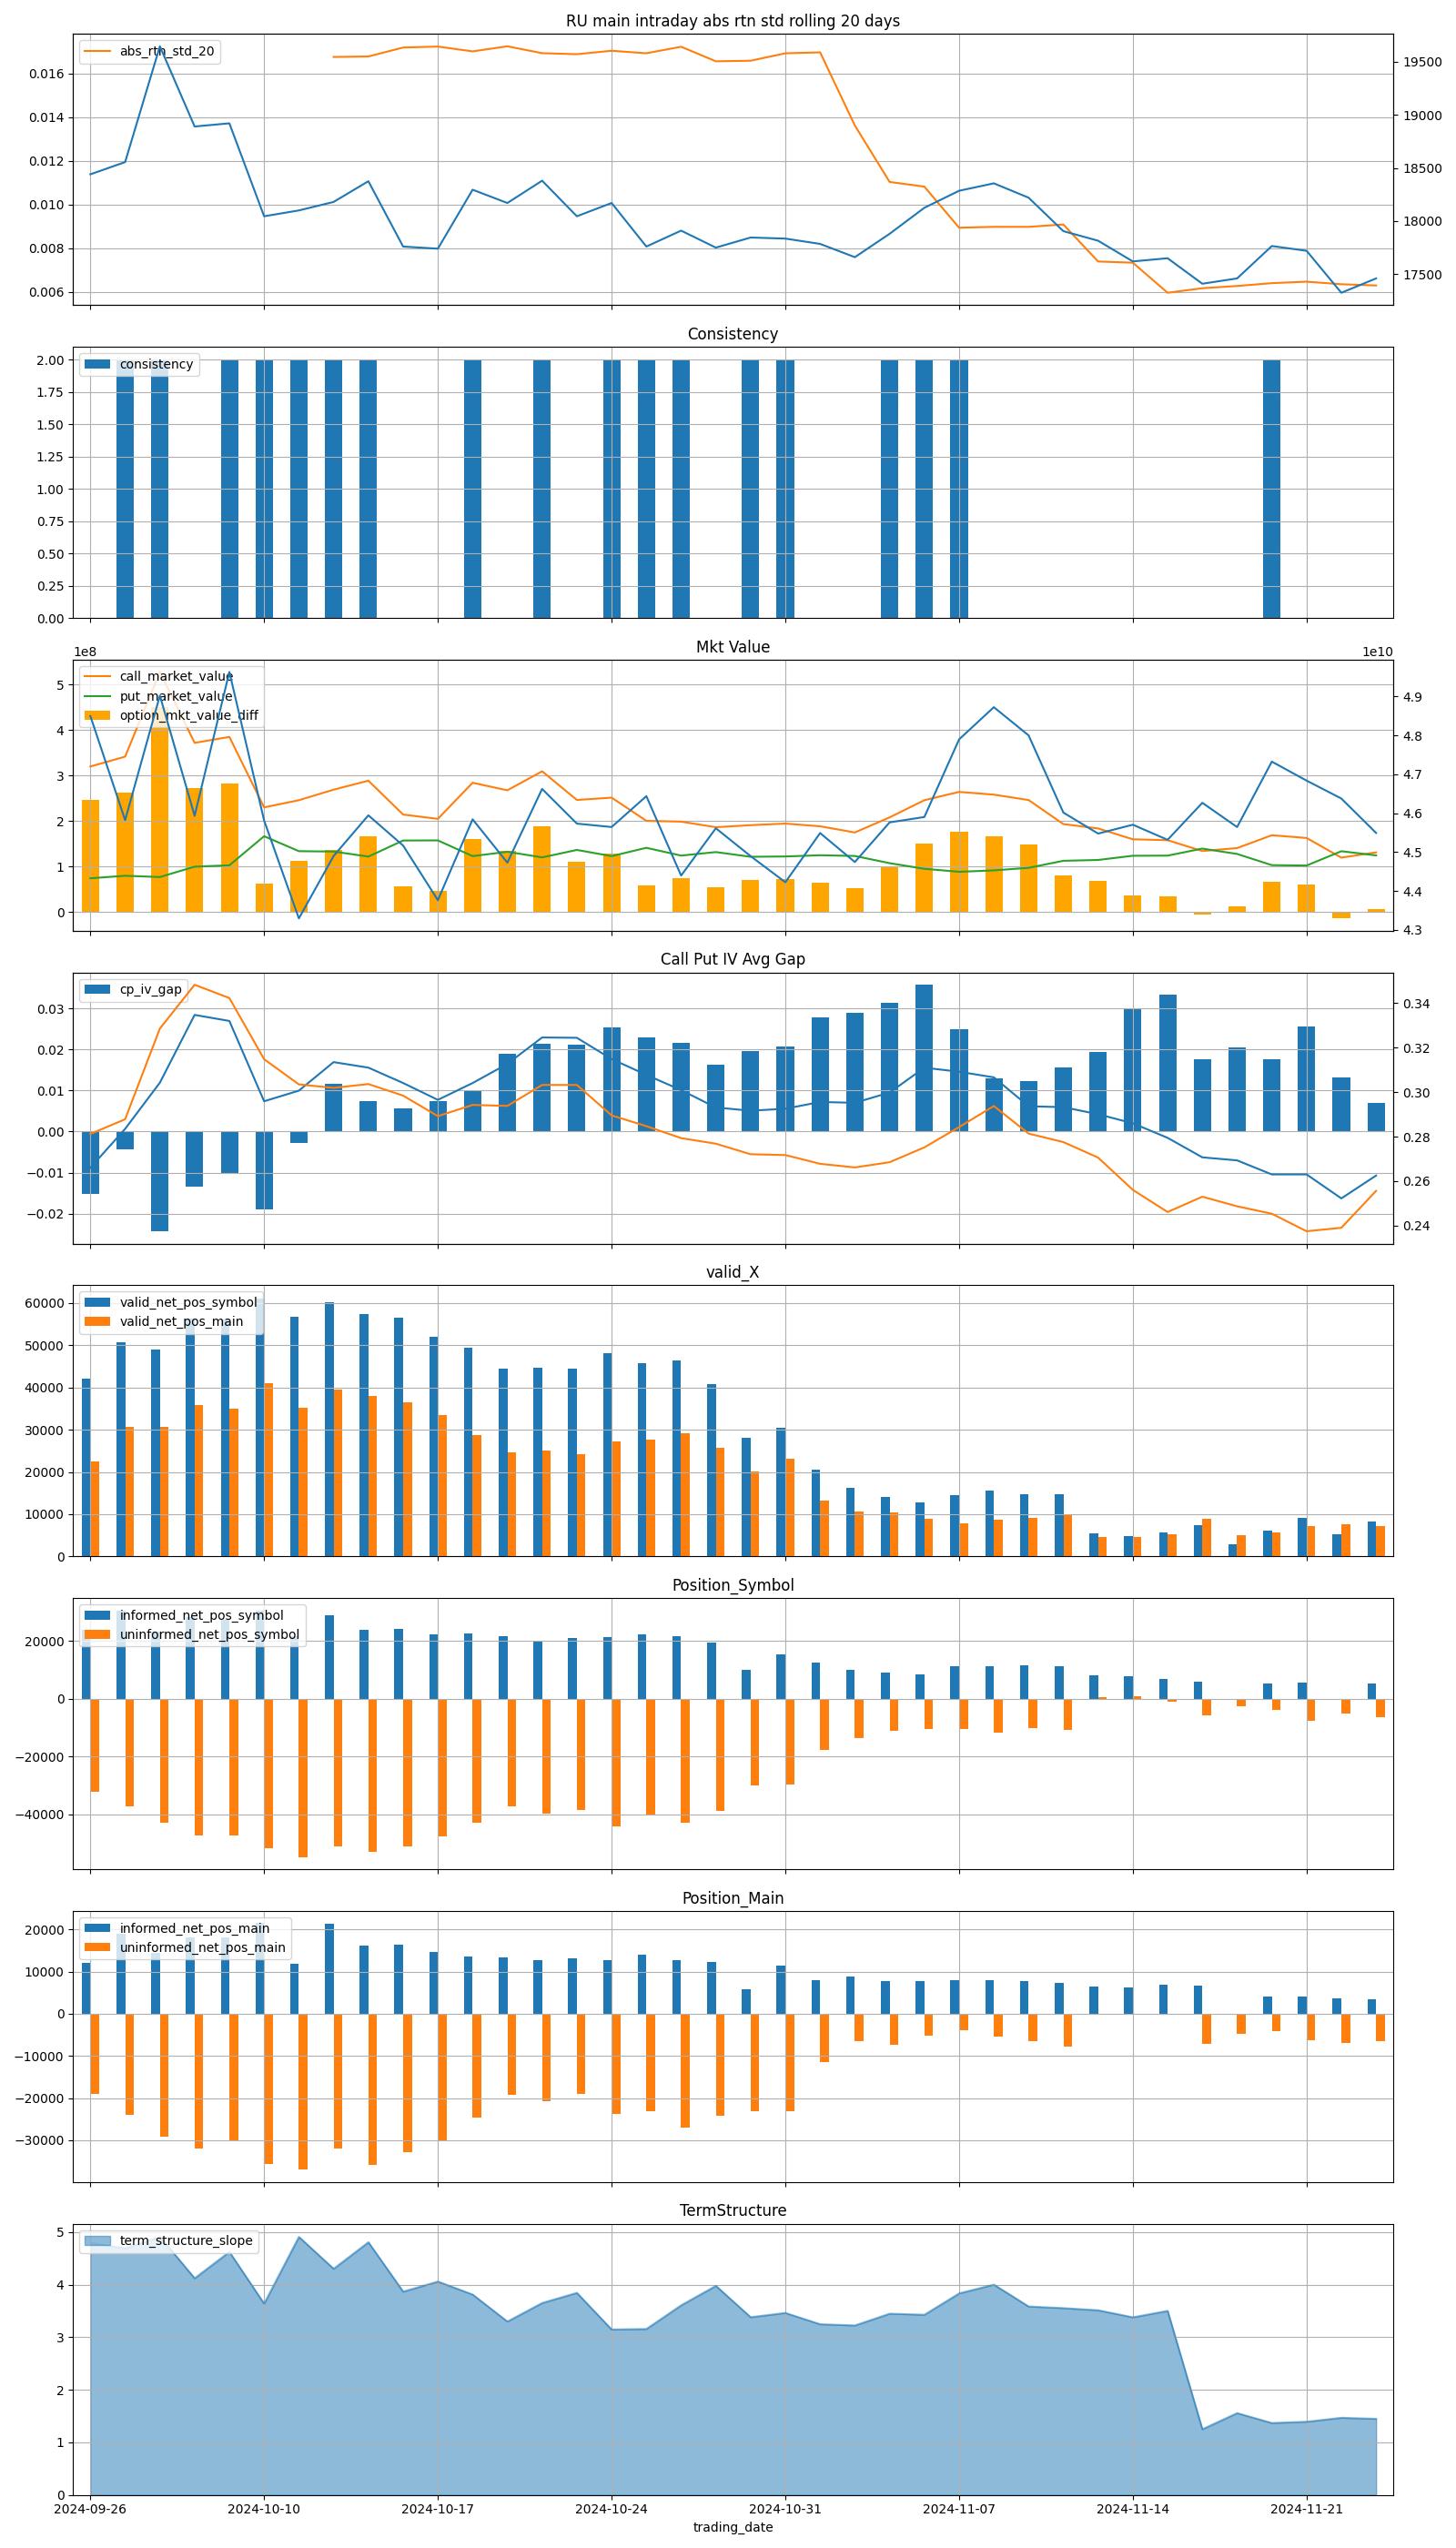 RU main intraday abs rtn std rolling 20 days
abs_rtn_std_20
0.016
0.014
0.012
0.010
0.008
0.006
19500
19000
18500
18000
17500
Consistency
consistency
2.00
1.75
1.50
1.25
1.00
0.75
0.50
0.25
0.00
Mkt Value
1e8
1e10
call_market_value
put_market_value
option_mkt_value_diff
5
4
3
2
1
0
4.9
4.8
4.7
4.6
4.5
4.4
4.3
Call Put IV Avg Gap
cp_iv_gap
0.03
0.02
0.01
0.00
−0.01
−0.02
0.34
0.32
0.30
0.28
0.26
0.24
valid_X
valid_net_pos_symbol
valid_net_pos_main
60000
50000
40000
30000
20000
10000
0
Position_Symbol
informed_net_pos_symbol
uninformed_net_pos_symbol
20000
0
−20000
−40000
Position_Main
informed_net_pos_main
uninformed_net_pos_main
20000
10000
0
−10000
−20000
−30000
TermStructure
term_structure_slope
5
4
3
2
1
0
2024-09-26 2024-10-10 2024-10-17 2024-10-24 2024-10-31 2024-11-07 2024-11-14 2024-11-21
trading_date